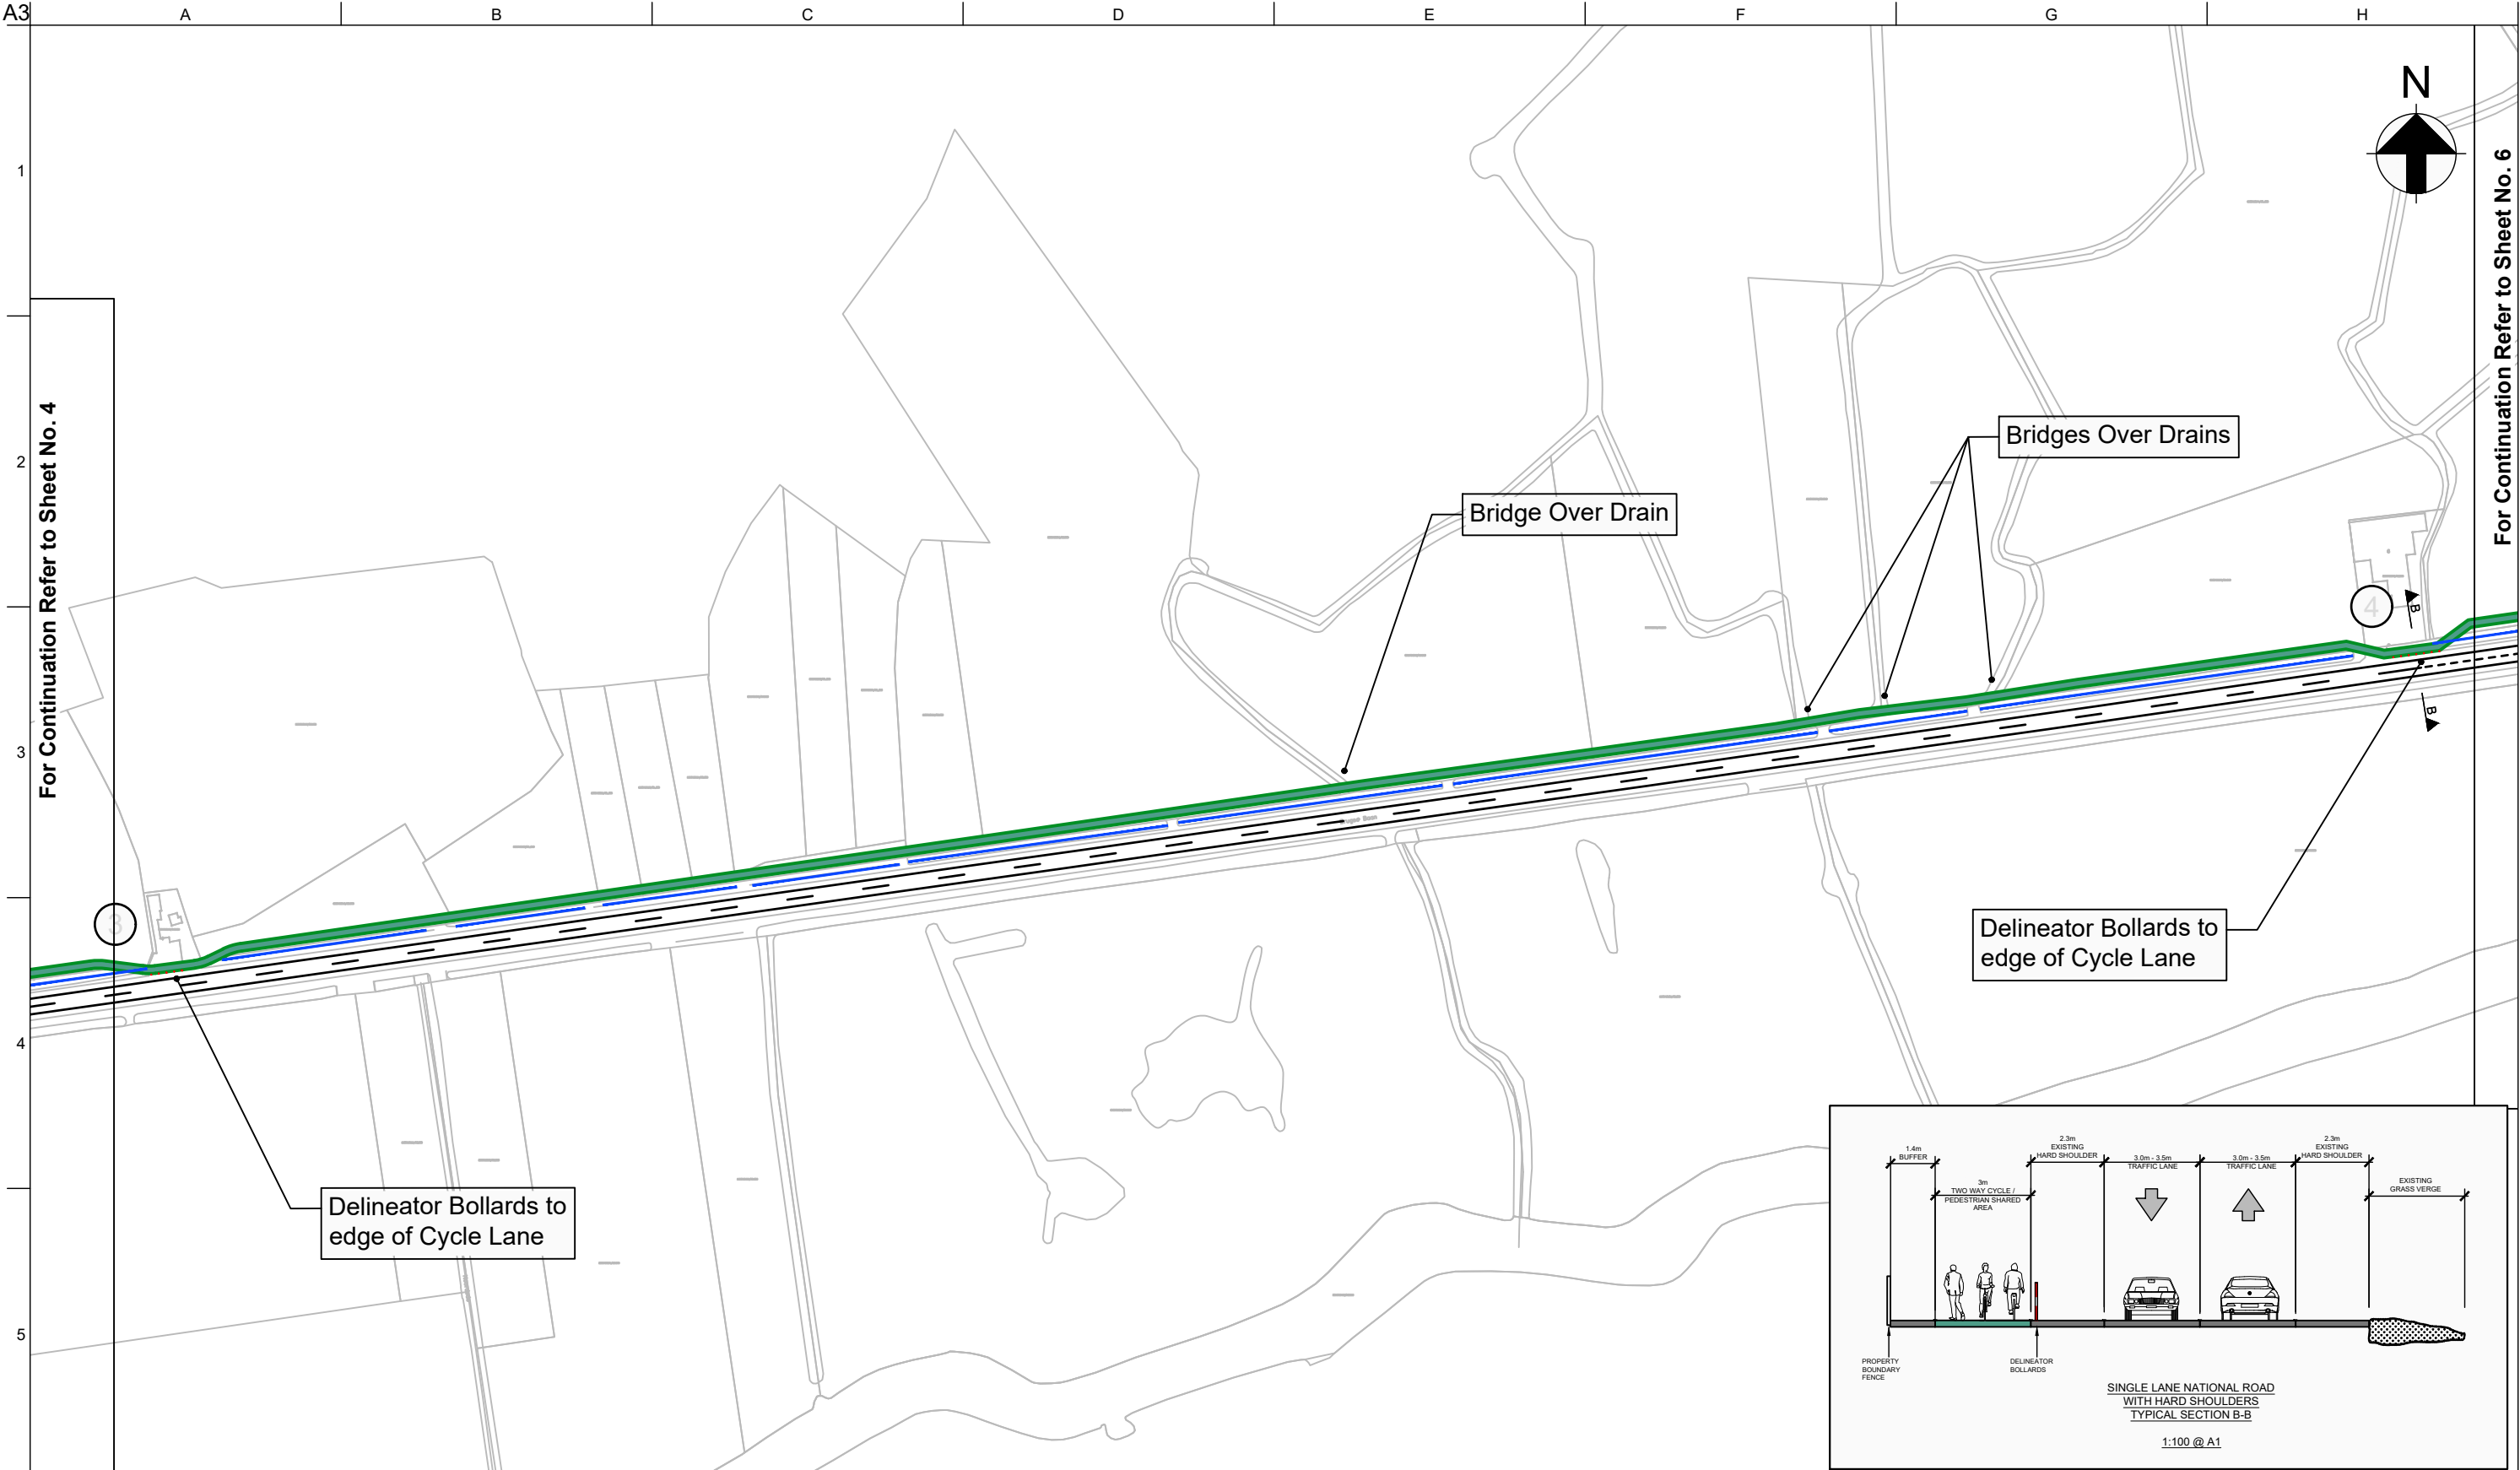 A3
A
B
C
D
E
F
G
H
1
2
3
4
5
N
For Continuation Refer to Sheet No. 4
For Continuation Refer to Sheet No. 6
Bridges Over Drains
Bridge Over Drain
4
B
B
3
Delineator Bollards to
edge of Cycle Lane
Delineator Bollards to
edge of Cycle Lane
1.4m
BUFFER
3m
TWO WAY CYCLE /
PEDESTRIAN SHARED
AREA
2.3m
EXISTING
HARD SHOULDER
3.0m - 3.5m
TRAFFIC LANE
3.0m - 3.5m
TRAFFIC LANE
2.3m
EXISTING
HARD SHOULDER
EXISTING
GRASS VERGE
PROPERTY
BOUNDARY
FENCE
DELINEATOR
BOLLARDS
SINGLE LANE NATIONAL ROAD
WITH HARD SHOULDERS
TYPICAL SECTION B-B
1:100 @ A1